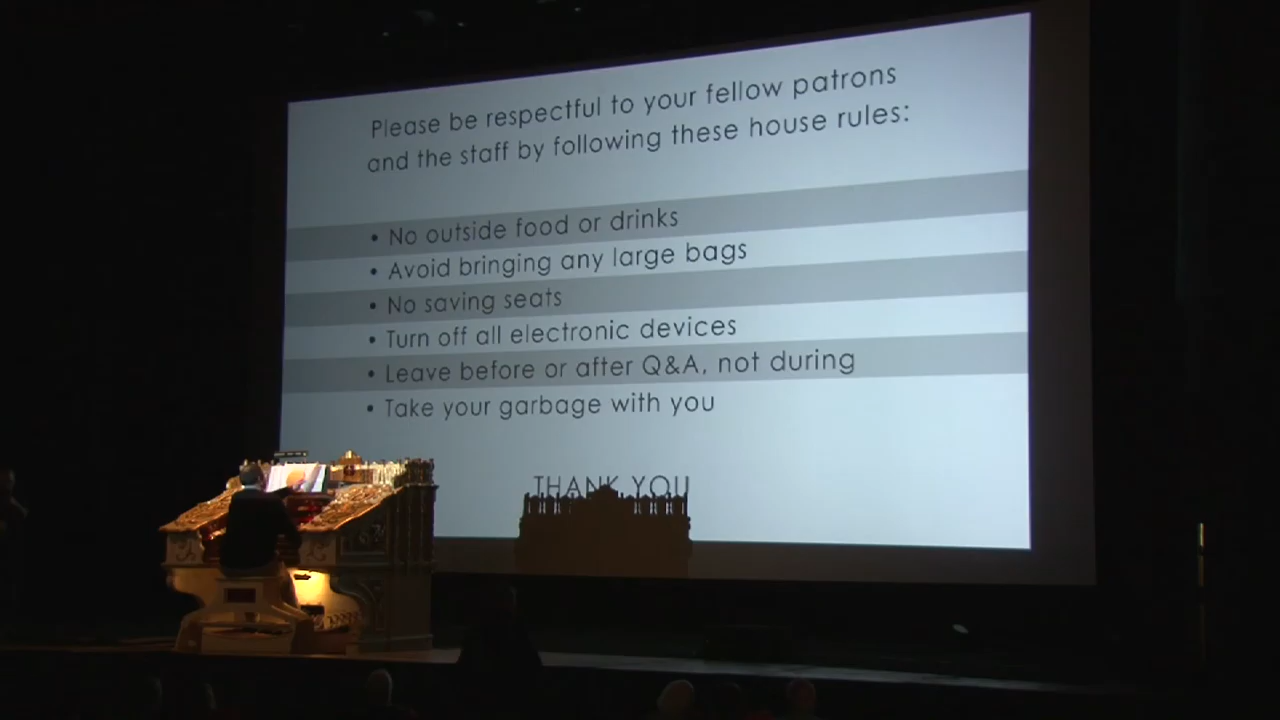 Please be respectful to your fellow patrons
and the staff by following these house rules:
• No outside food or drinks
• Avoid bringing any large bags
• No saving seats
• Turn off all electronic devices
• Leave before or after Q&A, not during
• Take your garbage with you
THANK YOU